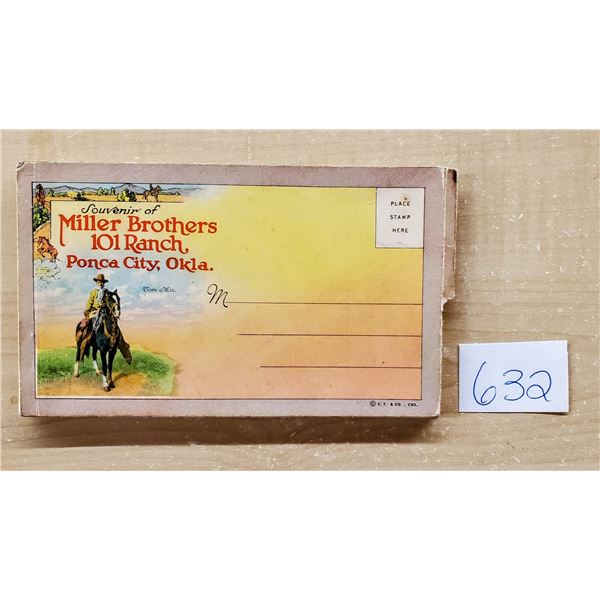 Souvenir of
Miller Brothers
101 Ranch
Ponca City, Okla.
PLACE
STAMP
HERE
Tom Mix.
M
© C. T. & CO., CHI.
632